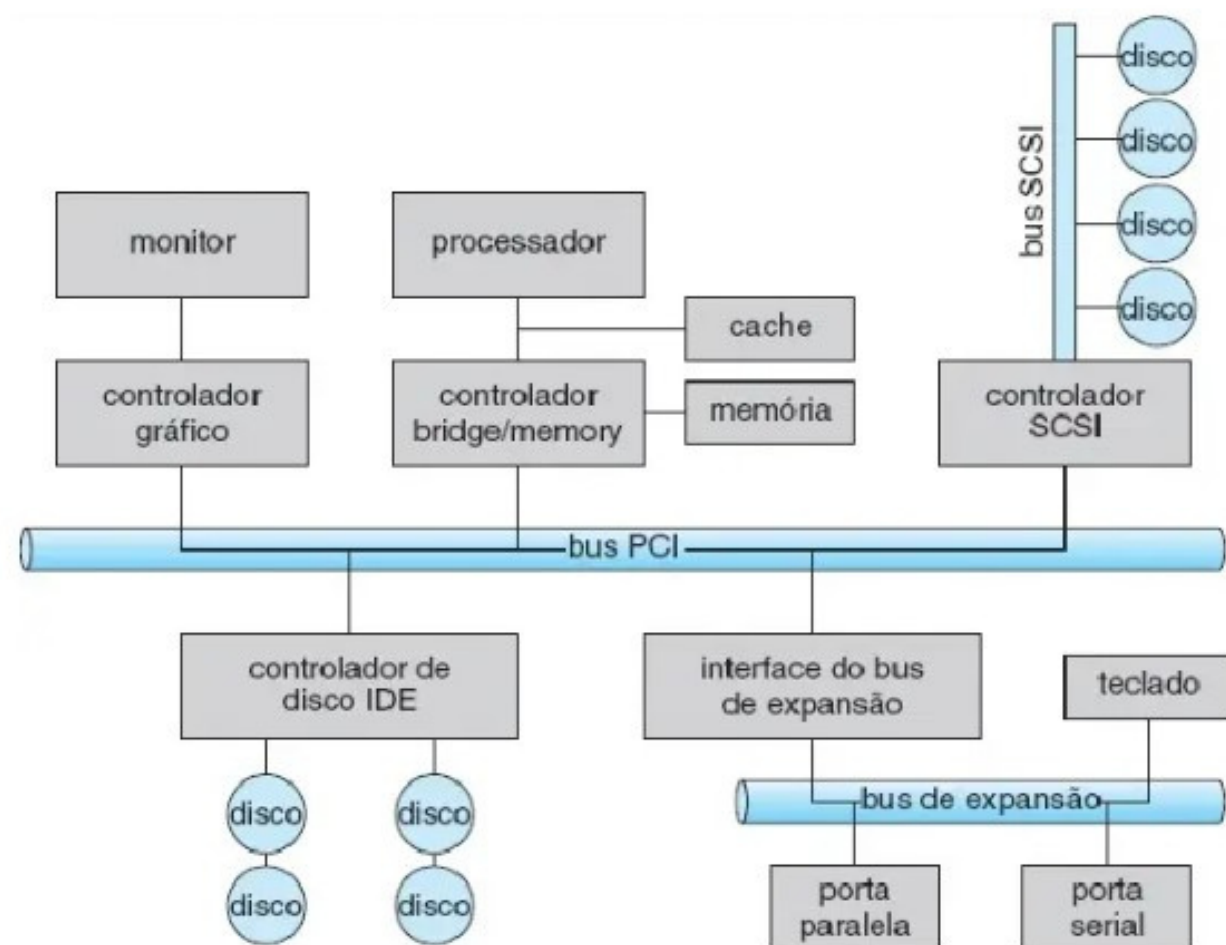 disco
disco
disco
disco
bus SCSI
monitor
processador
cache
controlador
gráfico
controlador
bridge/memory
memória
controlador
SCSI
bus PCI
controlador de
disco IDE
interface do bus
de expansão
teclado
disco
disco
disco
disco
bus de expansão
porta
paralela
porta
serial